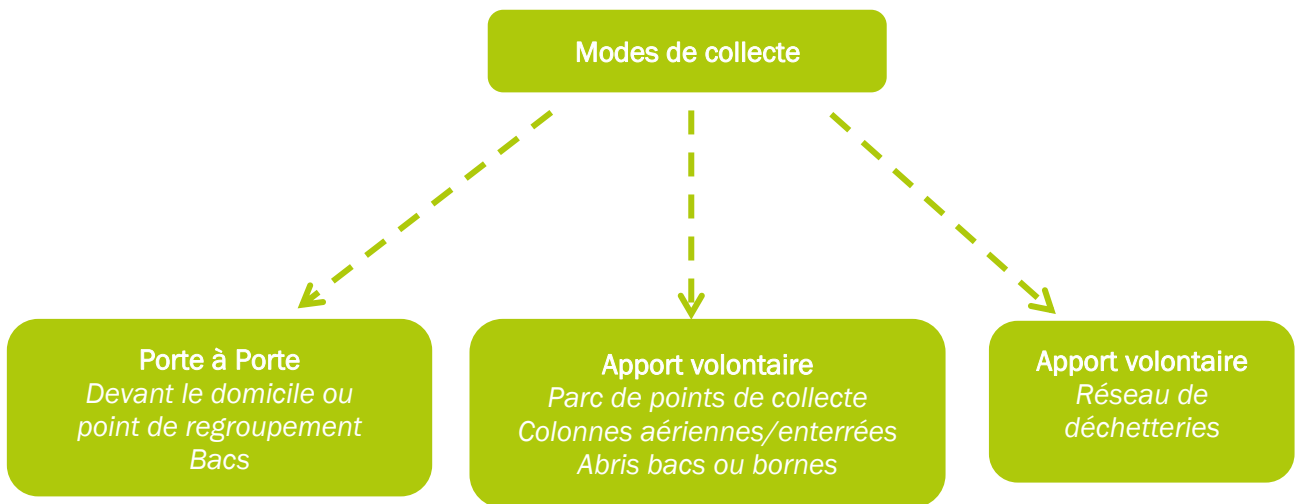 Modes de collecte
Porte à Porte
Devant le domicile ou
point de regroupement
Bacs
Apport volontaire
Parc de points de collecte
Colonnes aériennes/enterrées
Abris bacs ou bornes
Apport volontaire
Réseau de
déchetteries